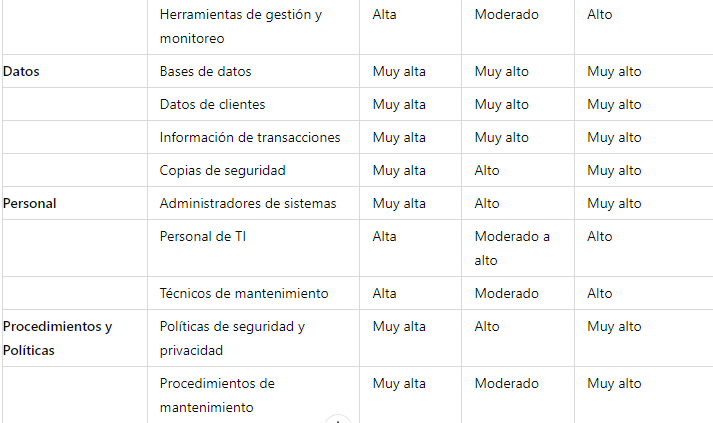 Herramientas de gestión y monitoreo Alta Moderado Alto
Datos Bases de datos Muy alta Muy alto Muy alto
Datos de clientes Muy alta Muy alto Muy alto
Información de transacciones Muy alta Muy alto Muy alto
Copias de seguridad Muy alta Alto Muy alto
Personal Administradores de sistemas Muy alta Alto Muy alto
Personal de TI Alta Moderado a alto Alto
Técnicos de mantenimiento Alta Moderado Alto
Procedimientos y Políticas Políticas de seguridad y privacidad Muy alta Alto Muy alto
Procedimientos de mantenimiento Muy alta Moderado Muy alto